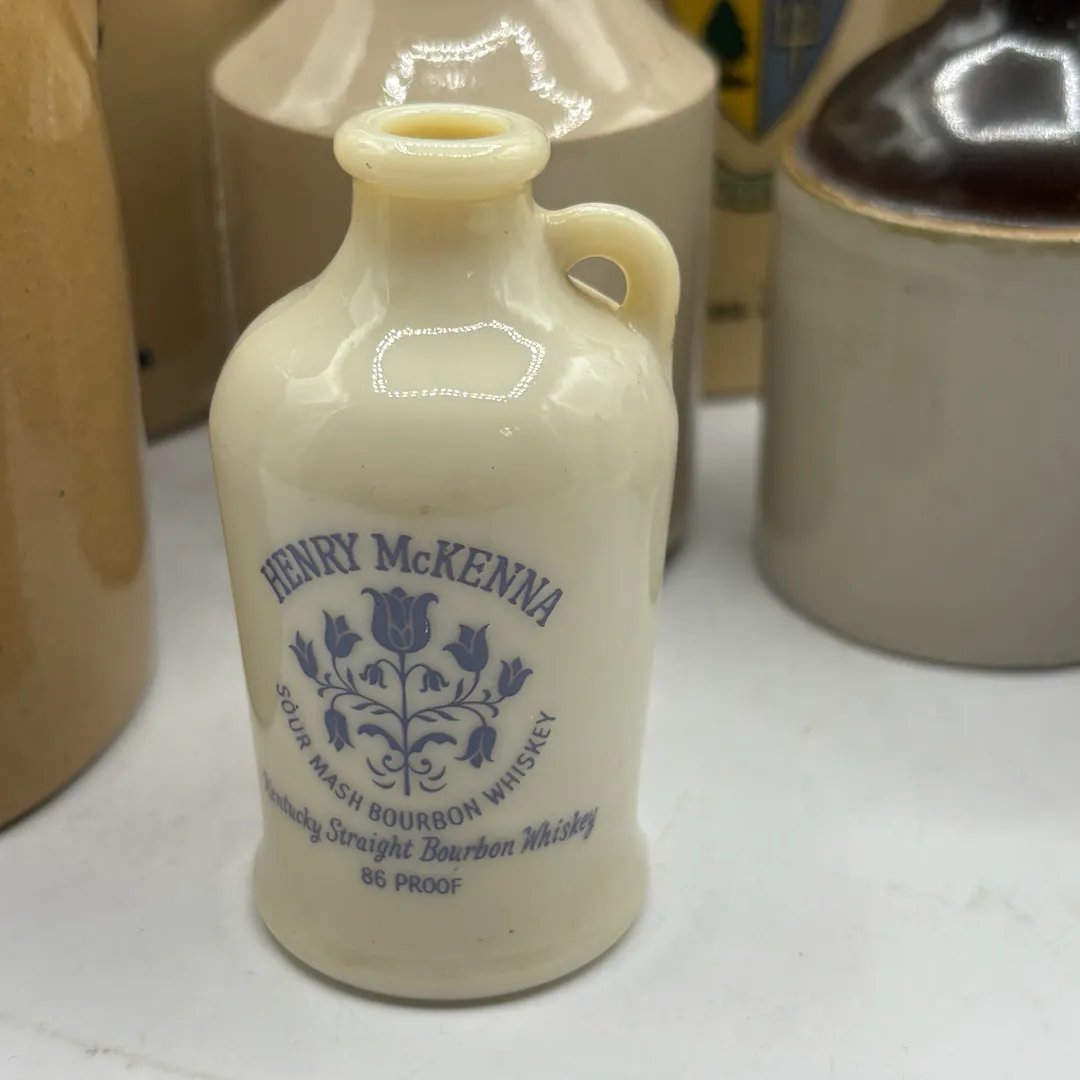 HENRY McKENNA
SOUR MASH BOURBON WHISKEY
Kentucky Straight Bourbon Whiskey
86 PROOF